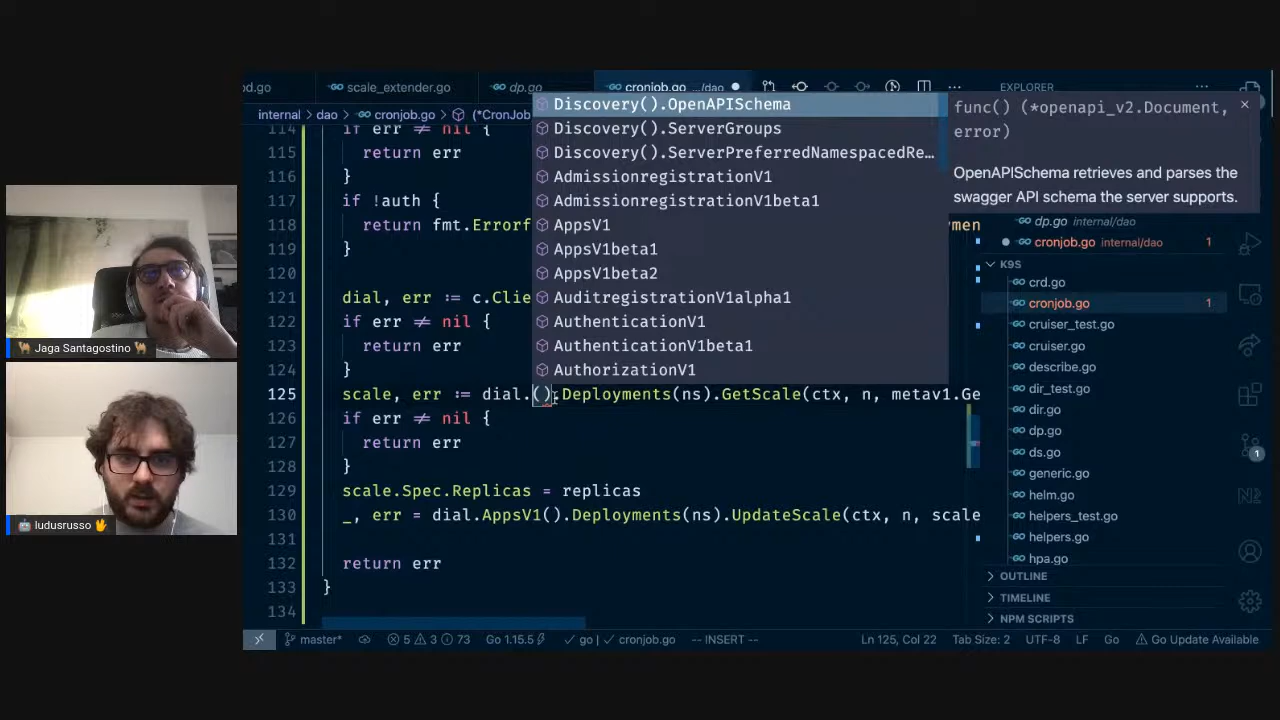 🐪 Jaga Santagostino 🐪
🤖 ludusrusso 🖖
od.go
scale_extender.go
dp.go
cronjob.go .../dao
internal > dao > cronjob.go > (*CronJob
114 if err ≠ nil {
115 return err
116 }
117 if !auth {
118 return fmt.Errorf
119 }
120
121 dial, err := c.Clie
122 if err ≠ nil {
123 return err
124 }
125 scale, err := dial.().Deployments(ns).GetScale(ctx, n, metav1.Ge
126 if err ≠ nil {
127 return err
128 }
129 scale.Spec.Replicas = replicas
130 _, err = dial.AppsV1().Deployments(ns).UpdateScale(ctx, n, scale
131
132 return err
133 }
134
Discovery().OpenAPISchema
Discovery().ServerGroups
Discovery().ServerPreferredNamespacedRe…
AdmissionregistrationV1
AdmissionregistrationV1beta1
AppsV1
AppsV1beta1
AppsV1beta2
AuditregistrationV1alpha1
AuthenticationV1
AuthenticationV1beta1
AuthorizationV1
func() (*openapi_v2.Document,
error)
OpenAPISchema retrieves and parses the
swagger API schema the server supports.
men
EXPLORER
dp.go internal/dao
cronjob.go internal/dao 1
K9S
crd.go
cronjob.go 1
cruiser_test.go
cruiser.go
describe.go
dir_test.go
dir.go
dp.go
ds.go
generic.go
helm.go
helpers_test.go
helpers.go
hpa.go
OUTLINE
TIMELINE
NPM SCRIPTS
1
master* 5 3 73 Go 1.15.5 go | cronjob.go -- INSERT -- Ln 125, Col 22 Tab Size: 2 UTF-8 LF Go Go Update Available